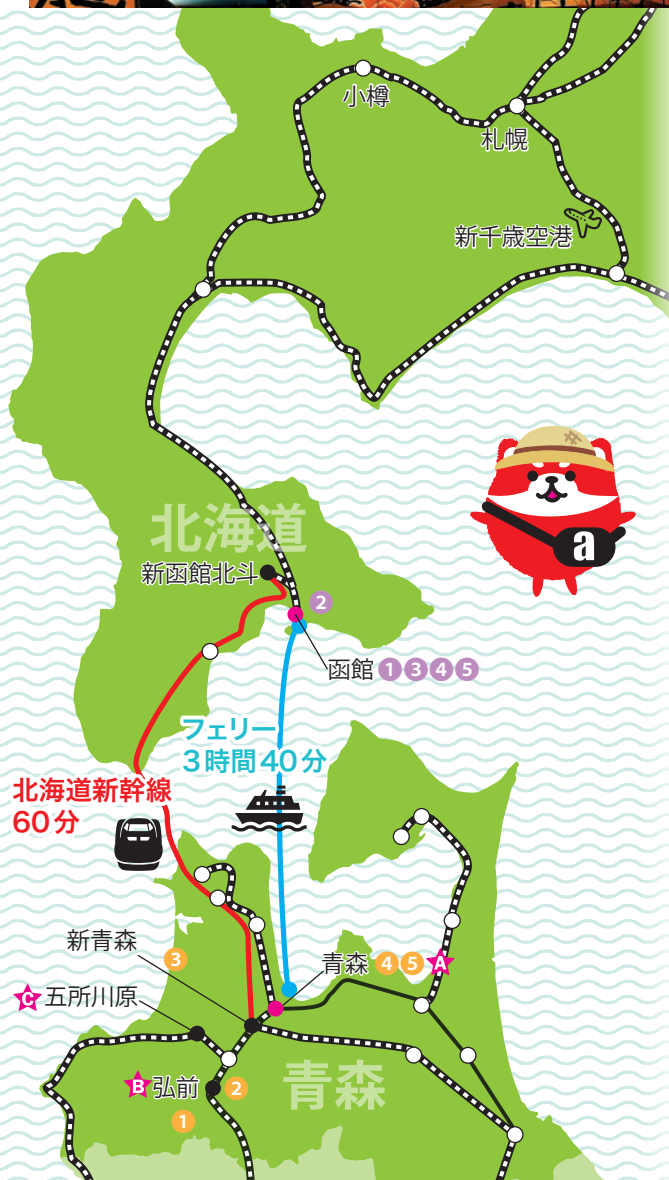 小樽
札幌
新千歳空港
a
北海道
新函館北斗
2
函館 1 3 4 5
フェリー
3時間40分
北海道新幹線
60分
新青森
3
青森 4 5 A
C 五所川原
青森
B 弘前 2
1